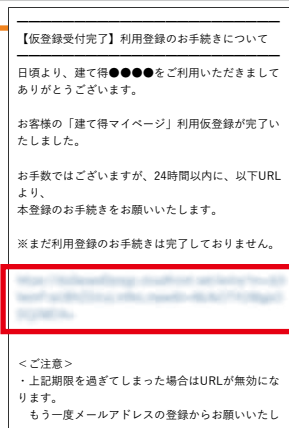 【仮登録受付完了】利用登録のお手続きについて
日頃より、建て得●●●●をご利用いただきまして
ありがとうございます。
お客様の「建て得マイページ」利用仮登録が完了い
たしました。
お手数ではございますが、24時間以内に、以下URL
より、
本登録のお手続きをお願いいたします。
※まだ利用登録のお手続きは完了しておりません。
＜ご注意＞
・上記期限を過ぎてしまった場合はURLが無効にな
ります。
もう一度メールアドレスの登録からお願いいたし